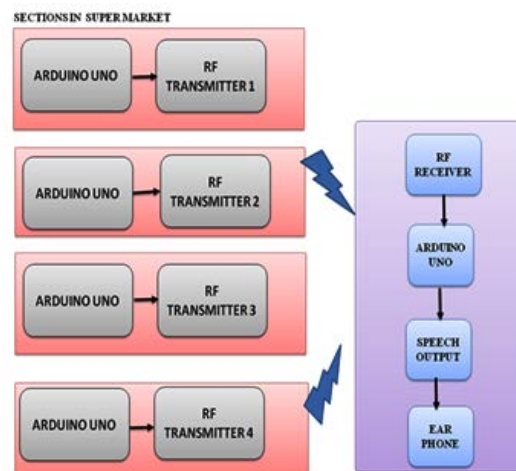 SECTIONS IN SUPER MARKET
ARDUINO UNO
RF
TRANSMITTER 1
ARDUINO UNO
RF
TRANSMITTER 2
ARDUINO UNO
RF
TRANSMITTER 3
ARDUINO UNO
RF
TRANSMITTER 4
RF
RECEIVER
ARDUINO
UNO
SPEECH
OUTPUT
EAR
PHONE